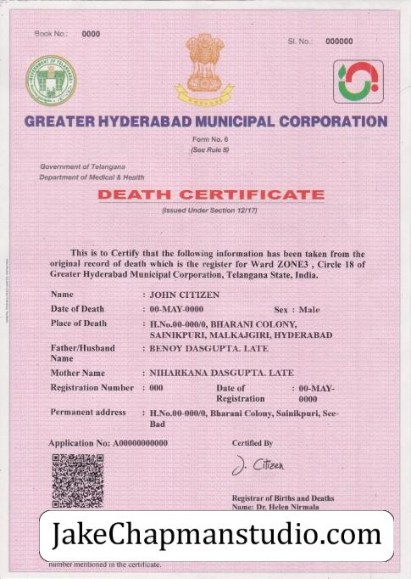 Book No.: 0000
Sl. No.: 000000
GREATER HYDERABAD MUNICIPAL CORPORATION
Form No. 6
(See Rule 8)
Government of Telangana
Department of Medical & Health
DEATH CERTIFICATE
(Issued Under Section 12/17)
This is to Certify that the following information has been taken from the
original record of death which is the register for Ward ZONE3 , Circle 18 of
Greater Hyderabad Municipal Corporation, Telangana State, India.
Name : JOHN CITIZEN
Date of Death : 00-MAY-0000 Sex : Male
Place of Death : H.No.00-000/0, BHARANI COLONY,
SAINIKPURI, MALKAJGIRI, HYDERABAD
Father/Husband : BENOY DASGUPTA. LATE
Name
Mother Name : NIHARKANA DASGUPTA. LATE
Registration Number : 000 Date of : 00-MAY-
Registration 0000
Permanent address : H.No.00-000/0, Bharani Colony, Sainikpuri, Sec-
Bad
Application No: A00000000000 Certified By
J. Citizen
Registrar of Births and Deaths
Name: Dr. Helen Nirmala
JakeChapmanstudio.com
number mentioned in the certificate.